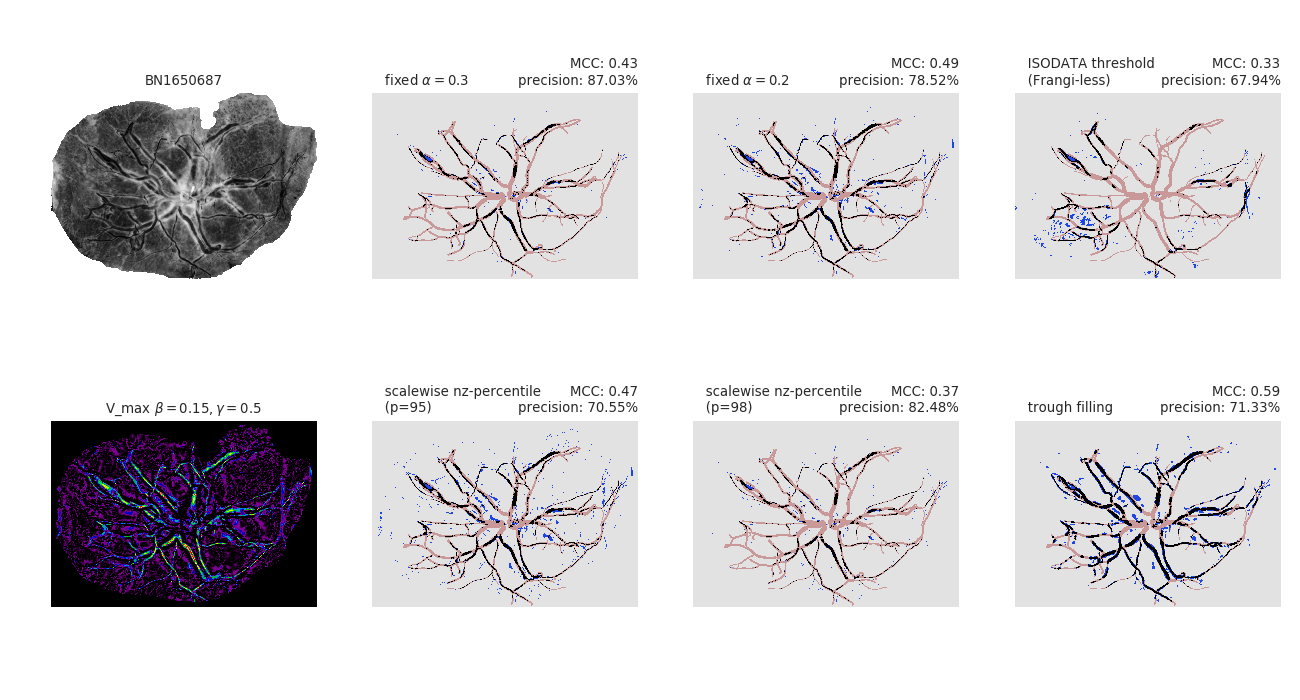 BN1650687
MCC: 0.43
fixed α = 0.3 precision: 87.03%
MCC: 0.49
fixed α = 0.2 precision: 78.52%
ISODATA threshold MCC: 0.33
(Frangi-less) precision: 67.94%
V_max β = 0.15, γ = 0.5
scalewise nz-percentile MCC: 0.47
(p=95) precision: 70.55%
scalewise nz-percentile MCC: 0.37
(p=98) precision: 82.48%
MCC: 0.59
trough filling precision: 71.33%